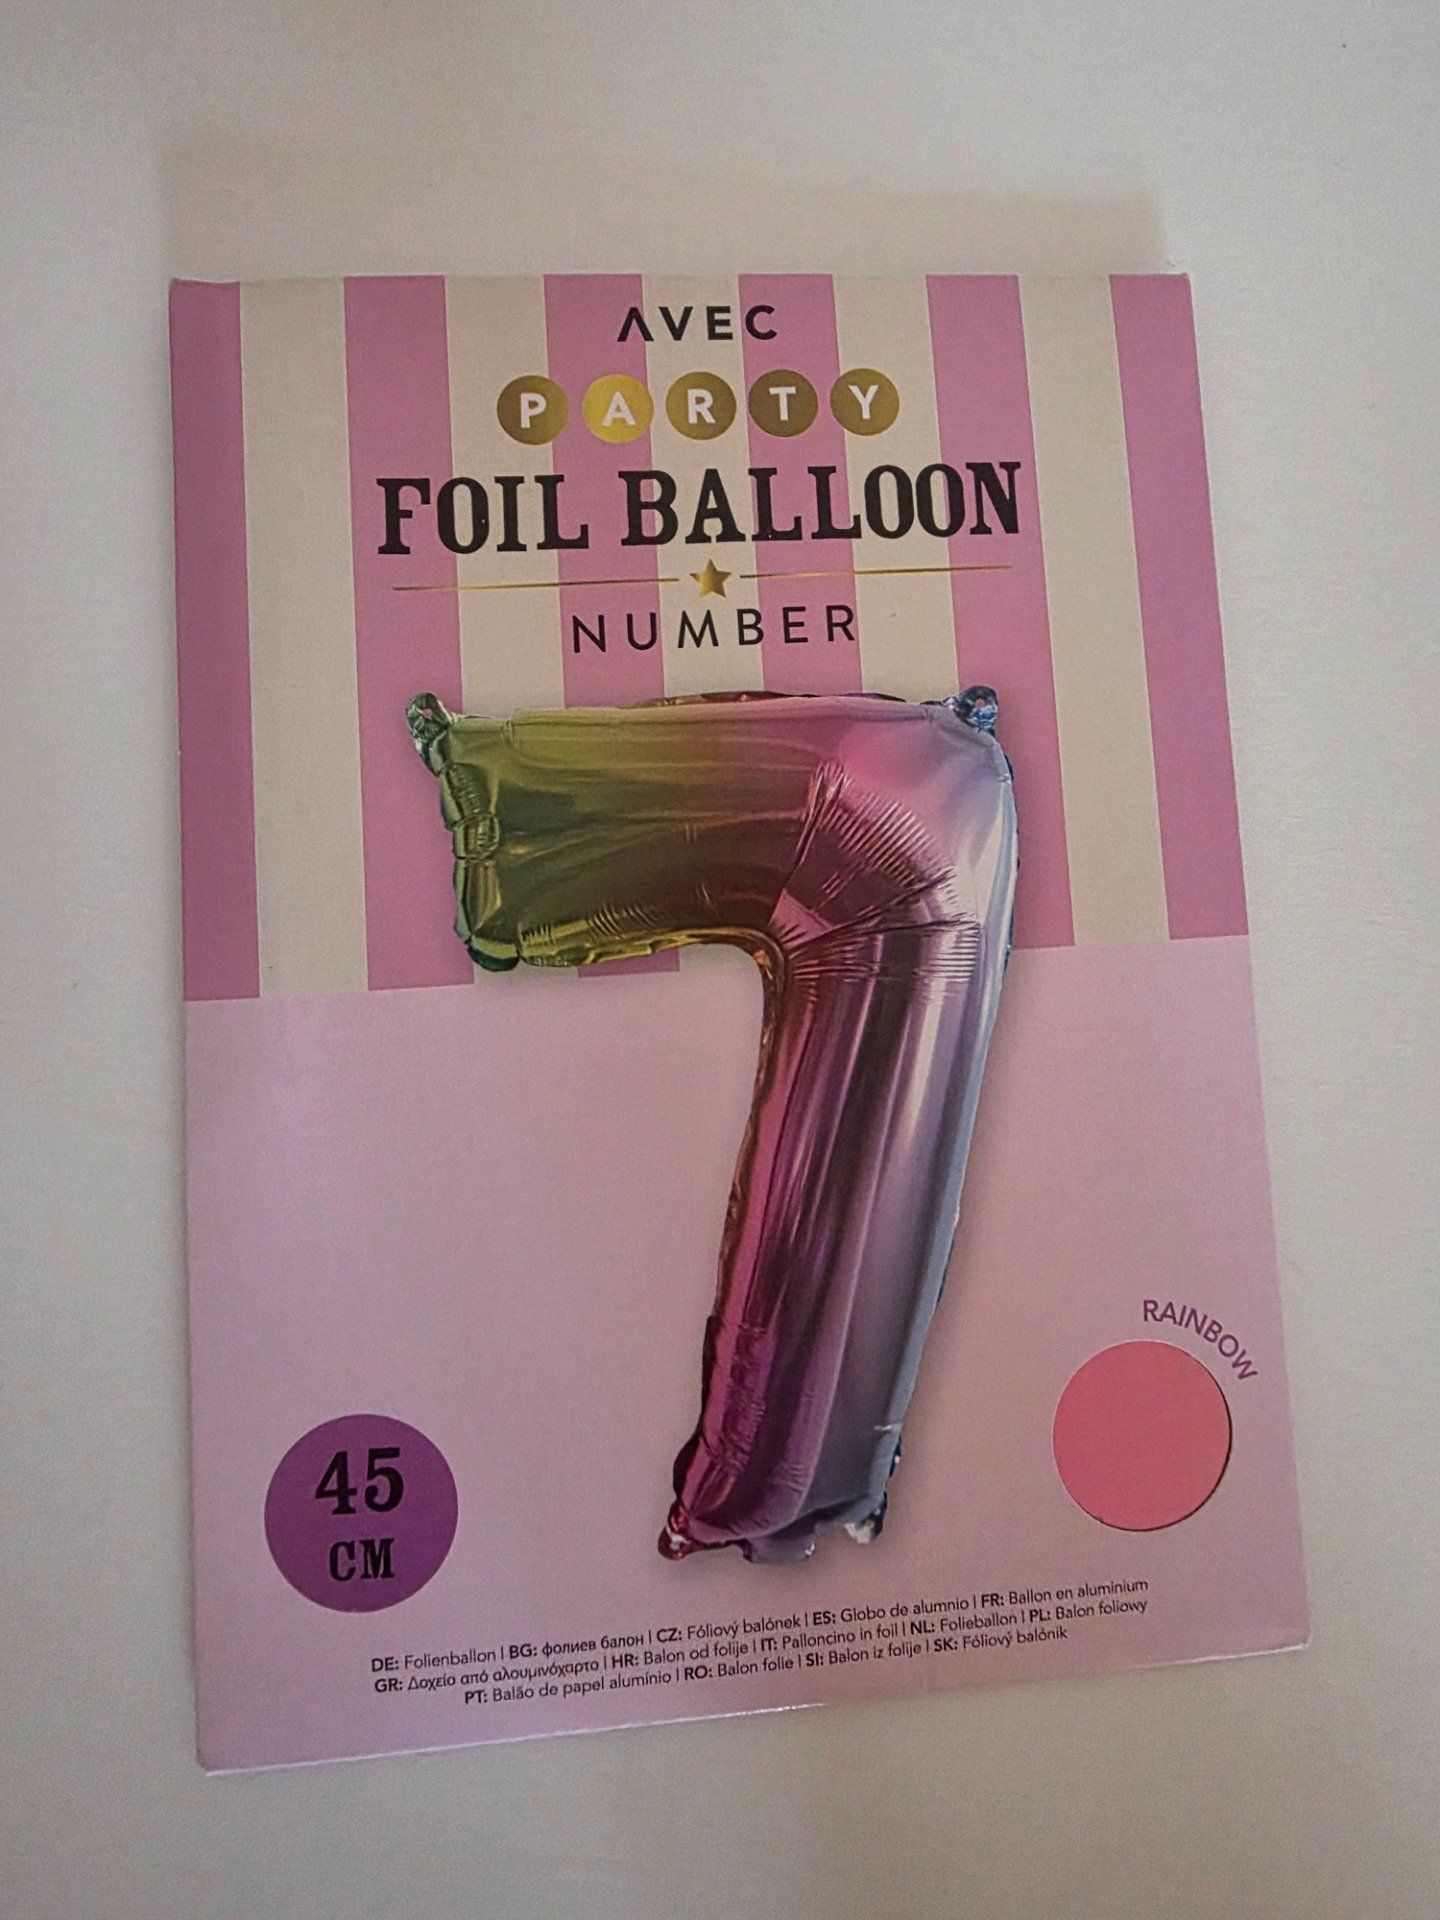 AVEC
PARTY
FOIL BALLOON
NUMBER
RAINBOW
45
CM
DE: Folienballon | BG: фолиев балон | CZ: Fóliový balónek | ES: Globo de alumnio | FR: Ballon en aluminium
GR: Δοχείο από αλουμινόχαρτο | HR: Balon od folije | IT: Palloncino in foil | NL: Folieballon | PL: Balon foliowy
PT: Balão de papel alumínio | RO: Balon folie | SI: Balon iz folije | SK: Fóliový balónik